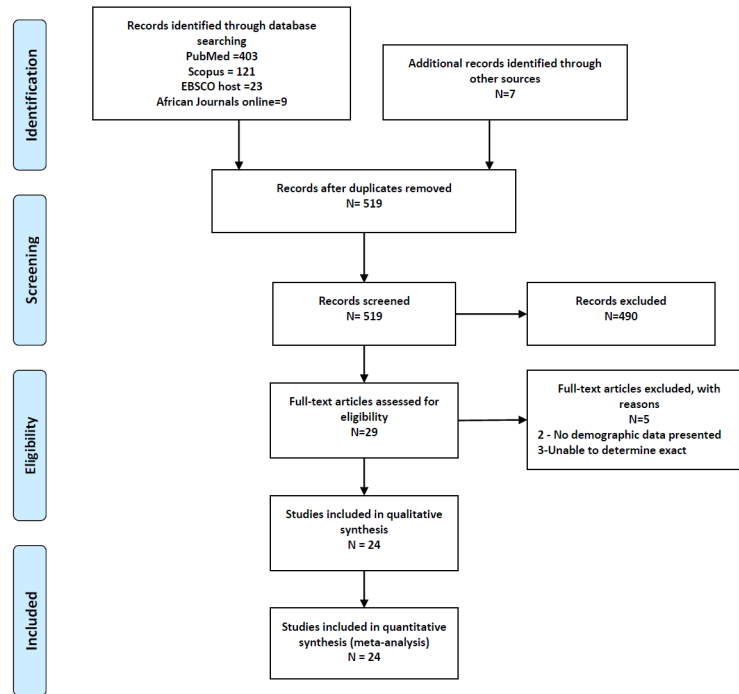 Identification
Records identified through database
searching
PubMed =403
Scopus = 121
EBSCO host =23
African Journals online=9
Additional records identified through
other sources
N=7
Screening
Records after duplicates removed
N= 519
Records screened
N= 519
Records excluded
N=490
Eligibility
Full-text articles assessed for
eligibility
N=29
Full-text articles excluded, with
reasons
N=5
2 - No demographic data presented
3-Unable to determine exact
Studies included in qualitative
synthesis
N = 24
Included
Studies included in quantitative
synthesis (meta-analysis)
N = 24